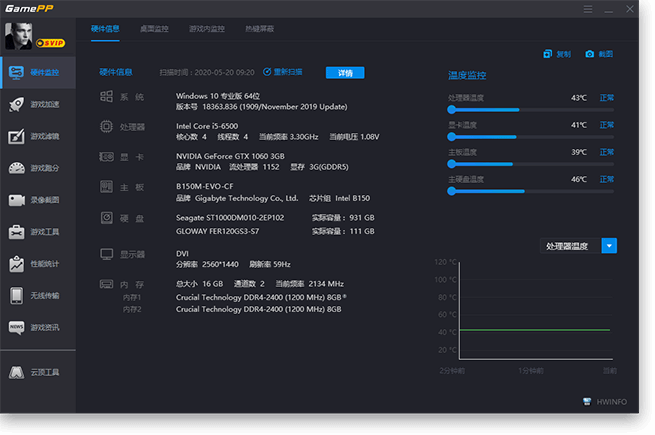 GamePP
SVIP
硬件监控
游戏加速
游戏滤镜
游戏跑分
录像截图
游戏工具
性能统计
无线传输
NEWS
游戏资讯
云顶工具
硬件信息 桌面监控 游戏内监控 热键屏蔽
复制 截图
硬件信息 扫描时间：2020-05-20 09:20 重新扫描 详情
系 统 Windows 10 专业版 64位
版本号 18363.836 (1909/November 2019 Update)
处理器 Intel Core i5-6500
核心数 4 线程数 4 当前频率 3.30GHz 当前电压 1.08V
显 卡 NVIDIA GeForce GTX 1060 3GB
品牌 NVIDIA 流处理器 1152 显存 3G(GDDR5)
主 板 B150M-EVO-CF
品牌 Gigabyte Technology Co., Ltd. 芯片组 Intel B150
硬 盘 Seagate ST1000DM010-2EP102 实际容量：931 GB
GLOWAY FER120GS3-S7 实际容量：111 GB
显示器 DVI
分辨率 2560*1440 刷新率 59Hz
内 存 总大小 16 GB 通道数 2 当前频率 2134 MHz
内存1 Crucial Technology DDR4-2400 (1200 MHz) 8GB*
内存2 Crucial Technology DDR4-2400 (1200 MHz) 8GB
温度监控
处理器温度 43℃ 正常
显卡温度 41℃ 正常
主板温度 39℃ 正常
主硬盘温度 46℃ 正常
处理器温度
120 ℃
100 ℃
80 ℃
60 ℃
40 ℃
20 ℃
2分钟前 1分钟前 当前
HWINFO